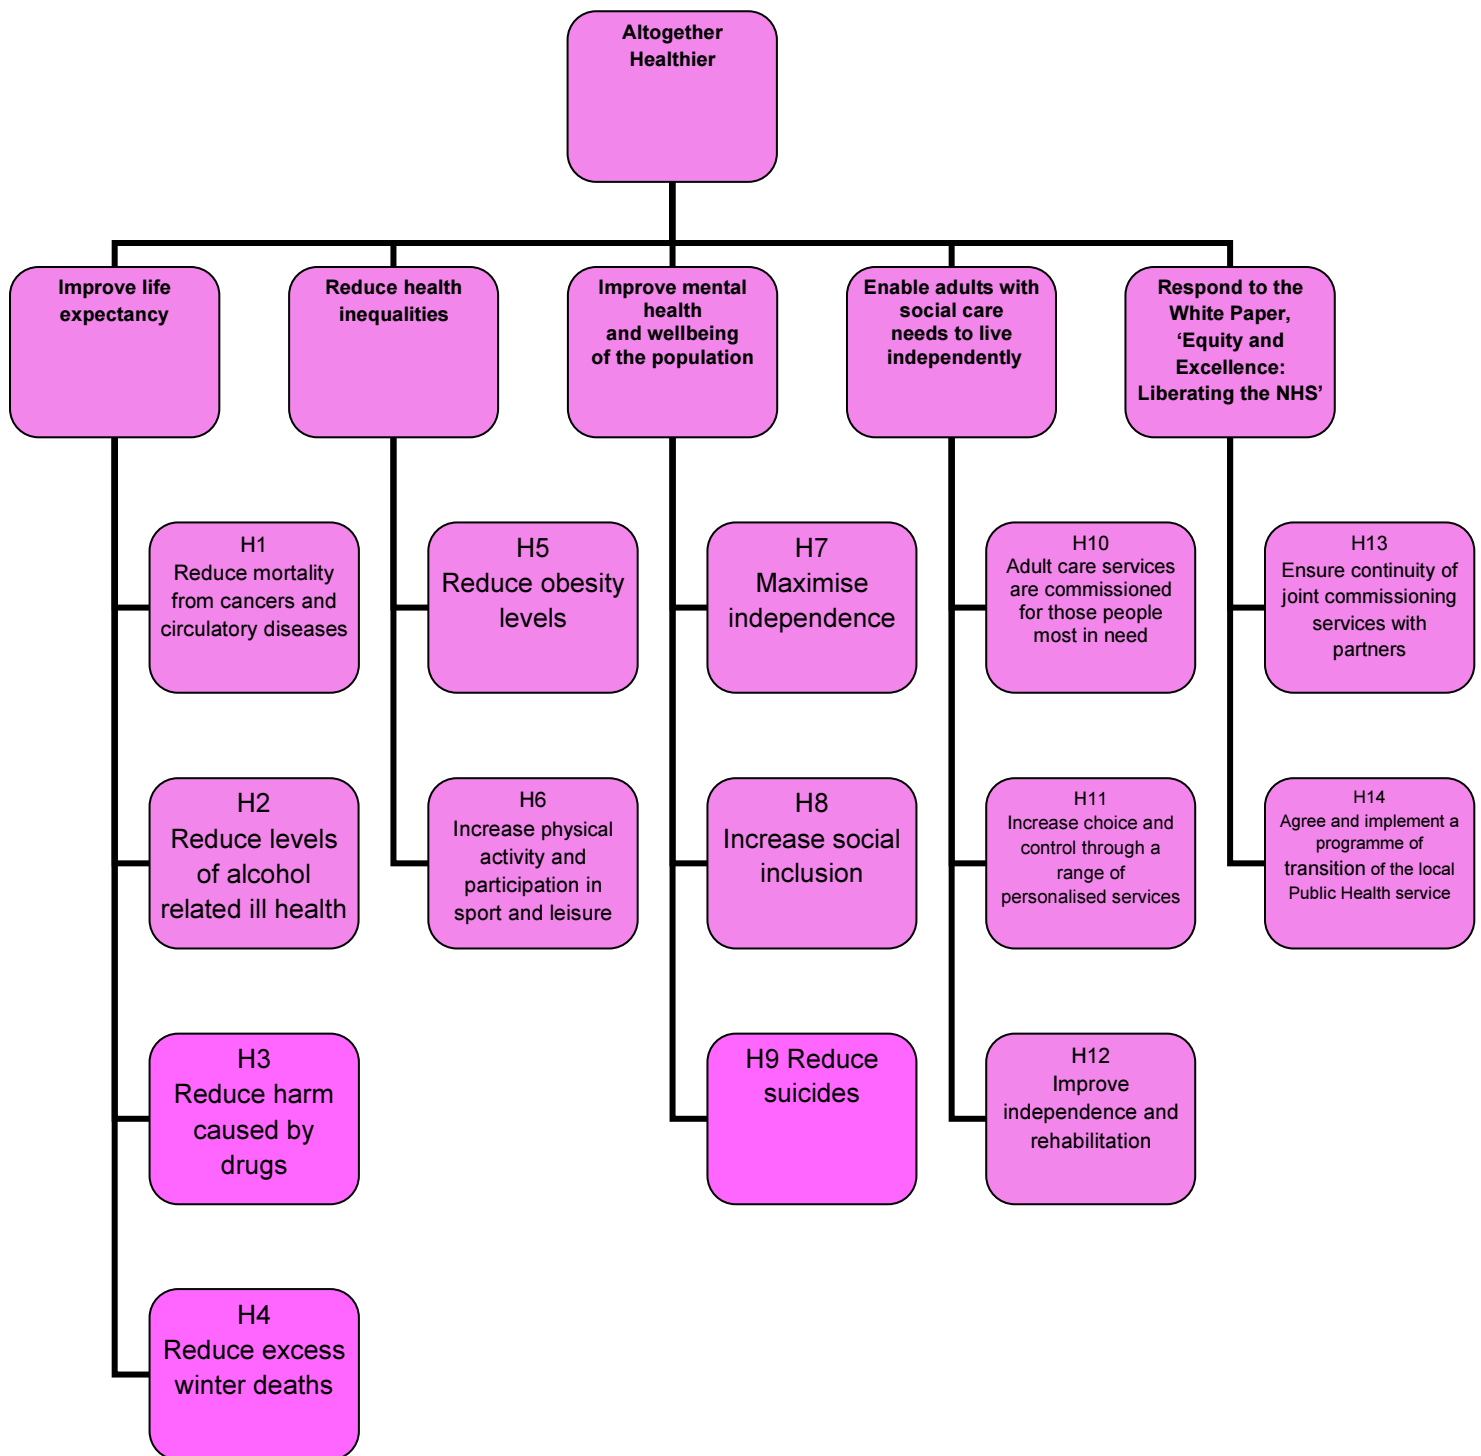 Altogether
Healthier
Improve life
expectancy
Reduce health
inequalities
Improve mental
health
and wellbeing
of the population
Enable adults with
social care
needs to live
independently
Respond to the
White Paper,
‘Equity and
Excellence:
Liberating the NHS’
H1
Reduce mortality
from cancers and
circulatory diseases
H5
Reduce obesity
levels
H7
Maximise
independence
H10
Adult care services
are commissioned
for those people
most in need
H13
Ensure continuity of
joint commissioning
services with
partners
H2
Reduce levels
of alcohol
related ill health
H6
Increase physical
activity and
participation in
sport and leisure
H8
Increase social
inclusion
H11
Increase choice and
control through a
range of
personalised services
H14
Agree and implement a
programme of
transition of the local
Public Health service
H3
Reduce harm
caused by
drugs
H9 Reduce
suicides
H12
Improve
independence and
rehabilitation
H4
Reduce excess
winter deaths